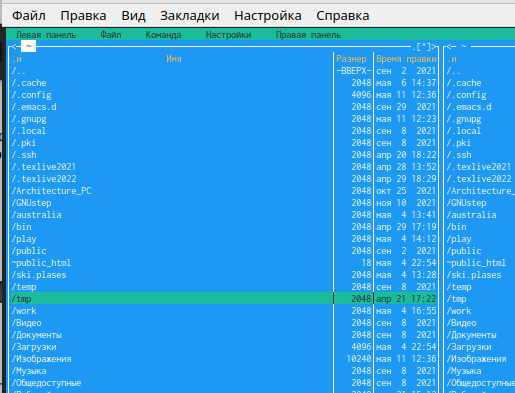 Файл Правка Вид Закладки Настройка Справка
Левая панель Файл Команда Настройки Правая панель
<─ ~ .[^]> <─ ~
.и Имя Размер Время правки .и
/.. -ВВЕРХ- сен 2 2021 /..
/.cache 2048 мая 6 14:37 /.cache
/.config 4096 мая 11 12:36 /.config
/.emacs.d 2048 сен 29 2021 /.emacs.d
/.gnupg 2048 мая 11 12:23 /.gnupg
/.local 2048 сен 8 2021 /.local
/.pki 2048 сен 8 2021 /.pki
/.ssh 2048 апр 20 18:22 /.ssh
/.texlive2021 2048 апр 28 13:52 /.texlive2021
/.texlive2022 2048 апр 29 18:29 /.texlive2022
/Architecture_PC 2048 окт 25 2021 /Architecture_
/GNUstep 2048 ноя 10 2021 /GNUstep
/australia 2048 мая 4 13:41 /australia
/bin 2048 апр 29 17:19 /bin
/play 2048 мая 4 14:12 /play
/public 2048 сен 2 2021 /public
~public_html 18 мая 4 22:54 ~public_html
/ski.plases 2048 мая 4 13:28 /ski.plases
/temp 2048 сен 8 2021 /temp
/tmp 2048 апр 21 17:22 /tmp
/work 2048 мая 4 16:55 /work
/Видео 2048 сен 8 2021 /Видео
/Документы 2048 сен 8 2021 /Документы
/Загрузки 4096 мая 4 22:54 /Загрузки
/Изображения 10240 мая 11 12:36 /Изображения
/Музыка 2048 сен 8 2021 /Музыка
/Общедоступные 2048 сен 8 2021 /Общедоступные